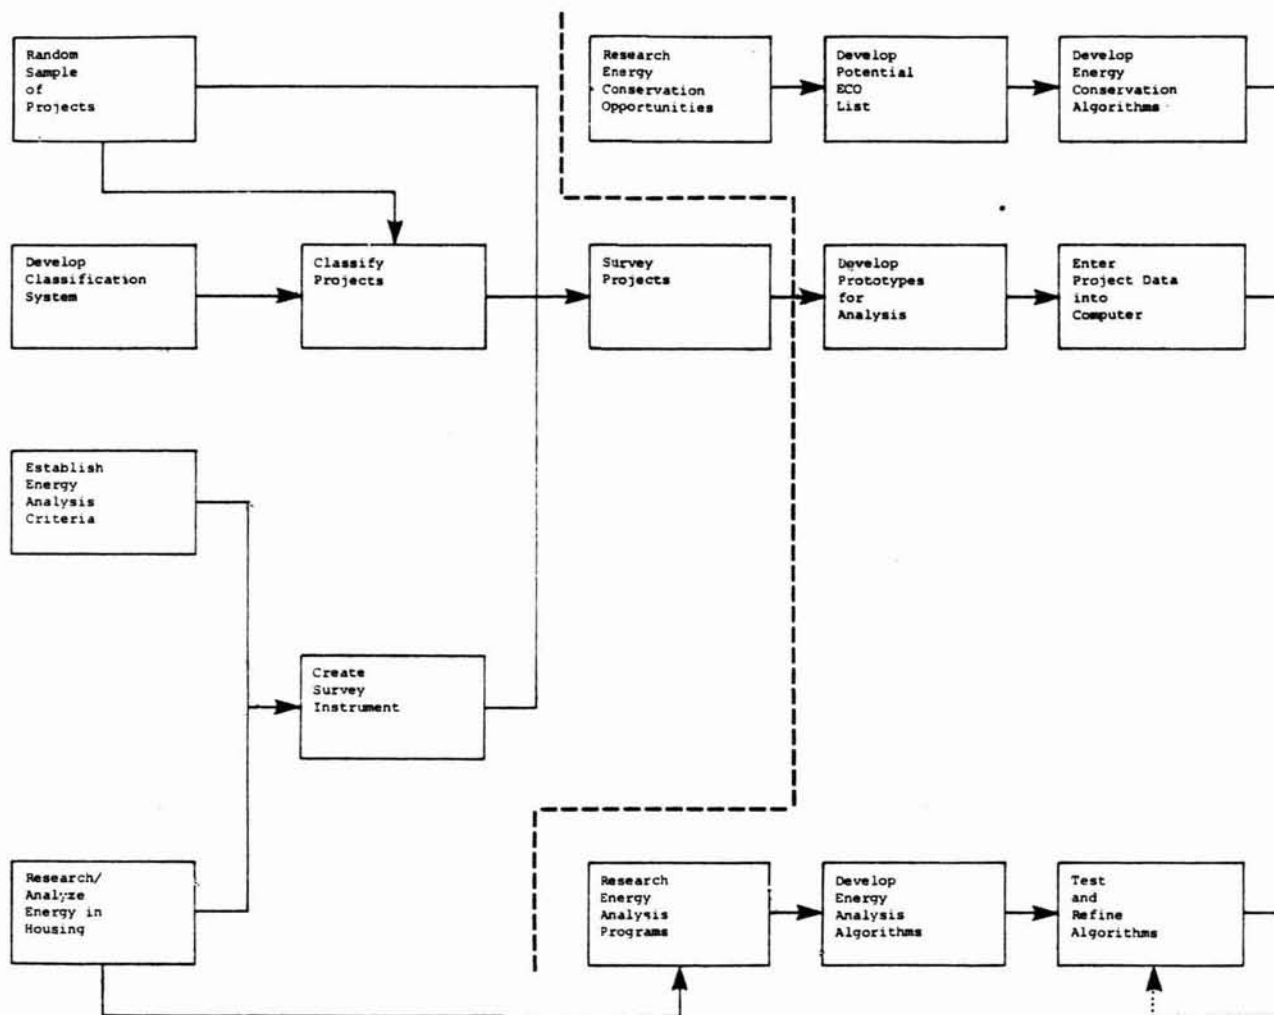 Random
Sample
of
Projects
Research
Energy
Conservation
Opportunities
Develop
Potential
ECO
List
Develop
Energy
Conservation
Algorithms
Develop
Classification
System
Classify
Projects
Survey
Projects
Develop
Prototypes
for
Analysis
Enter
Project Data
into
Computer
Establish
Energy
Analysis
Criteria
Create
Survey
Instrument
Research/
Analyze
Energy in
Housing
Research
Energy
Analysis
Programs
Develop
Energy
Analysis
Algorithms
Test
and
Refine
Algorithms